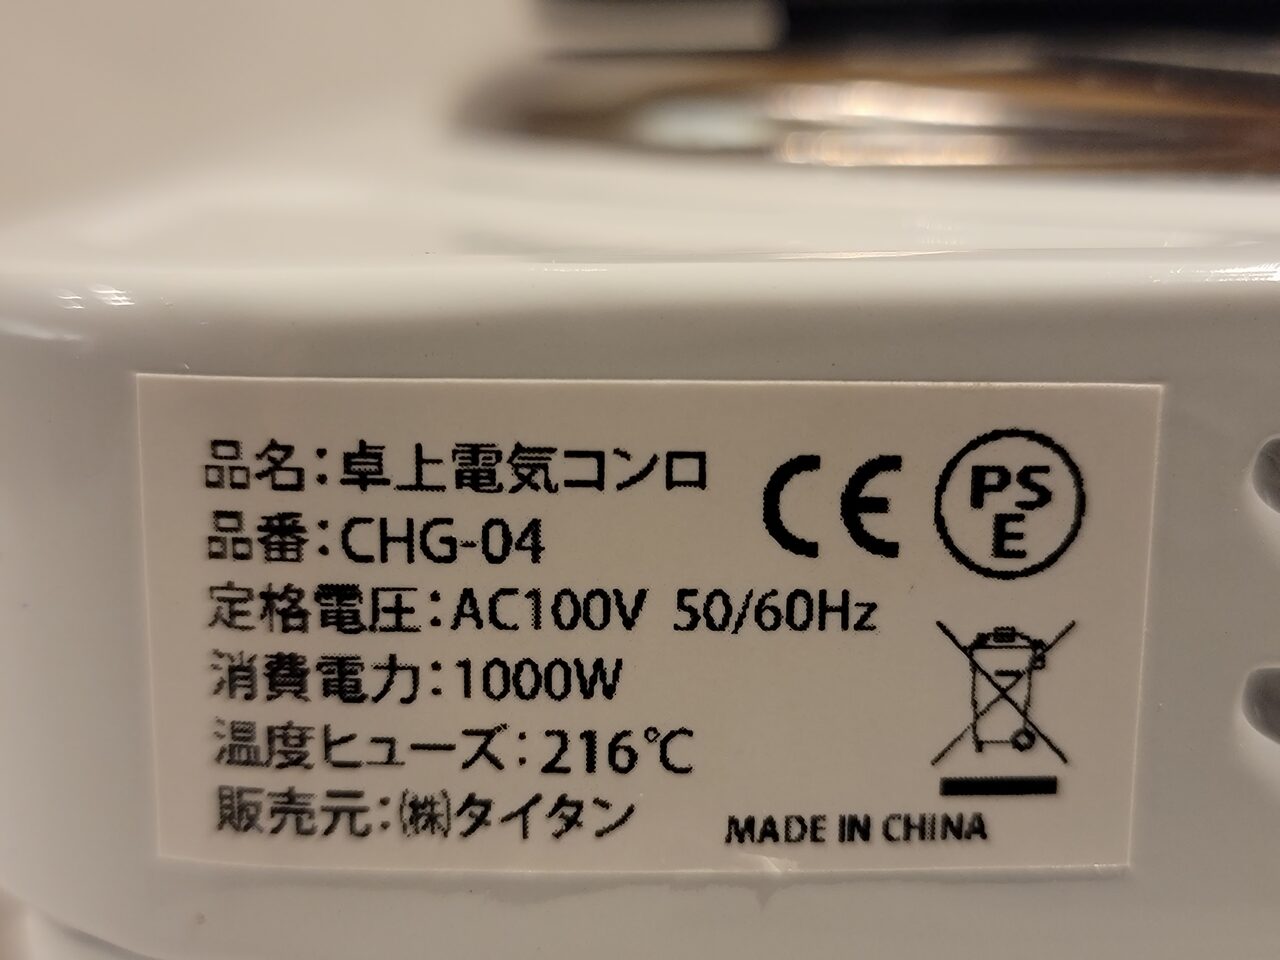 品名：卓上電気コンロ
品番：CHG-04
定格電圧：AC100V 50/60Hz
消費電力：1000W
温度ヒューズ：216℃
販売元：㈱タイタン
CE
PS
E
MADE IN CHINA